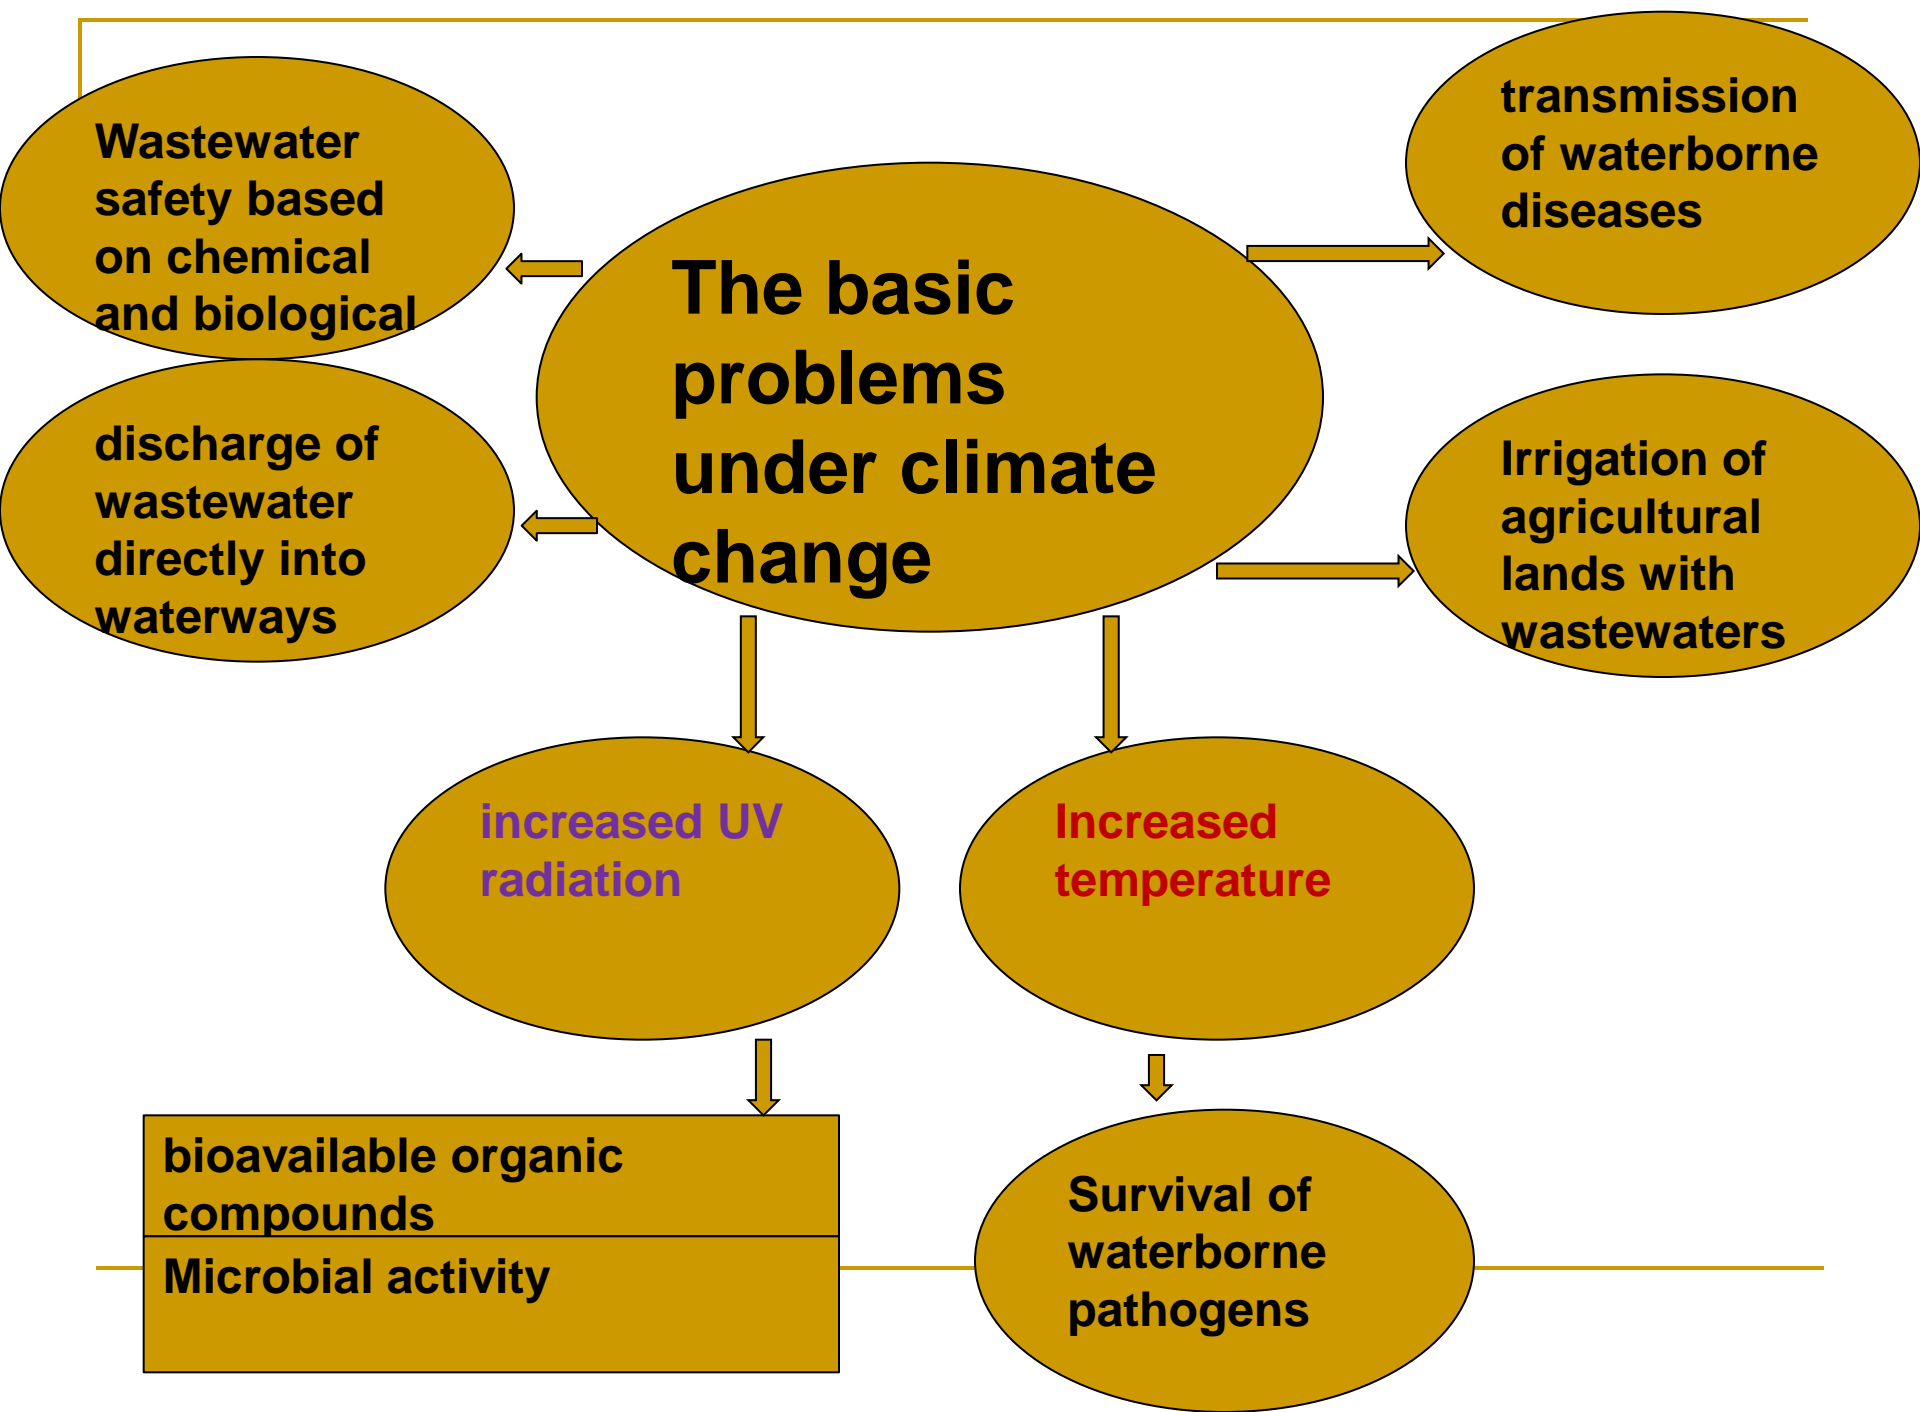 Wastewater
safety based
on chemical
and biological
discharge of
wastewater
directly into
waterways
The basic
problems
under climate
change
transmission
of waterborne
diseases
Irrigation of
agricultural
lands with
wastewaters
increased UV
radiation
Increased
temperature
bioavailable organic
compounds
Microbial activity
Survival of
waterborne
pathogens